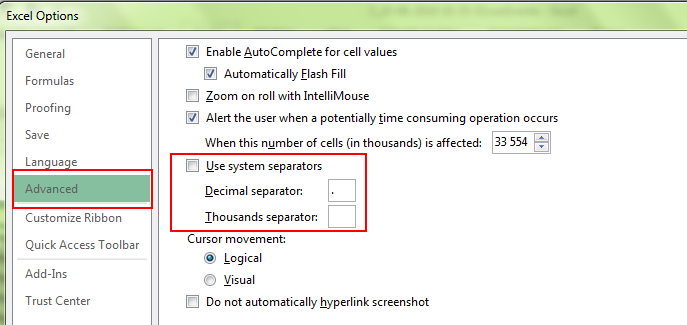 Excel Options
General
Formulas
Proofing
Save
Language
Advanced
Customize Ribbon
Quick Access Toolbar
Add-Ins
Trust Center
Enable AutoComplete for cell values
Automatically Flash Fill
Zoom on roll with IntelliMouse
Alert the user when a potentially time consuming operation occurs
When this number of cells (in thousands) is affected: 33 554
Use system separators
Decimal separator: .
Thousands separator:
Cursor movement:
Logical
Visual
Do not automatically hyperlink screenshot